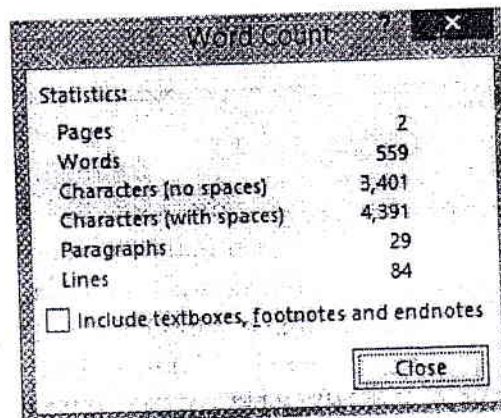 Word Count ? ✕
Statistics:
Pages 2
Words 559
Characters (no spaces) 3,401
Characters (with spaces) 4,391
Paragraphs 29
Lines 84
Include textboxes, footnotes and endnotes
Close